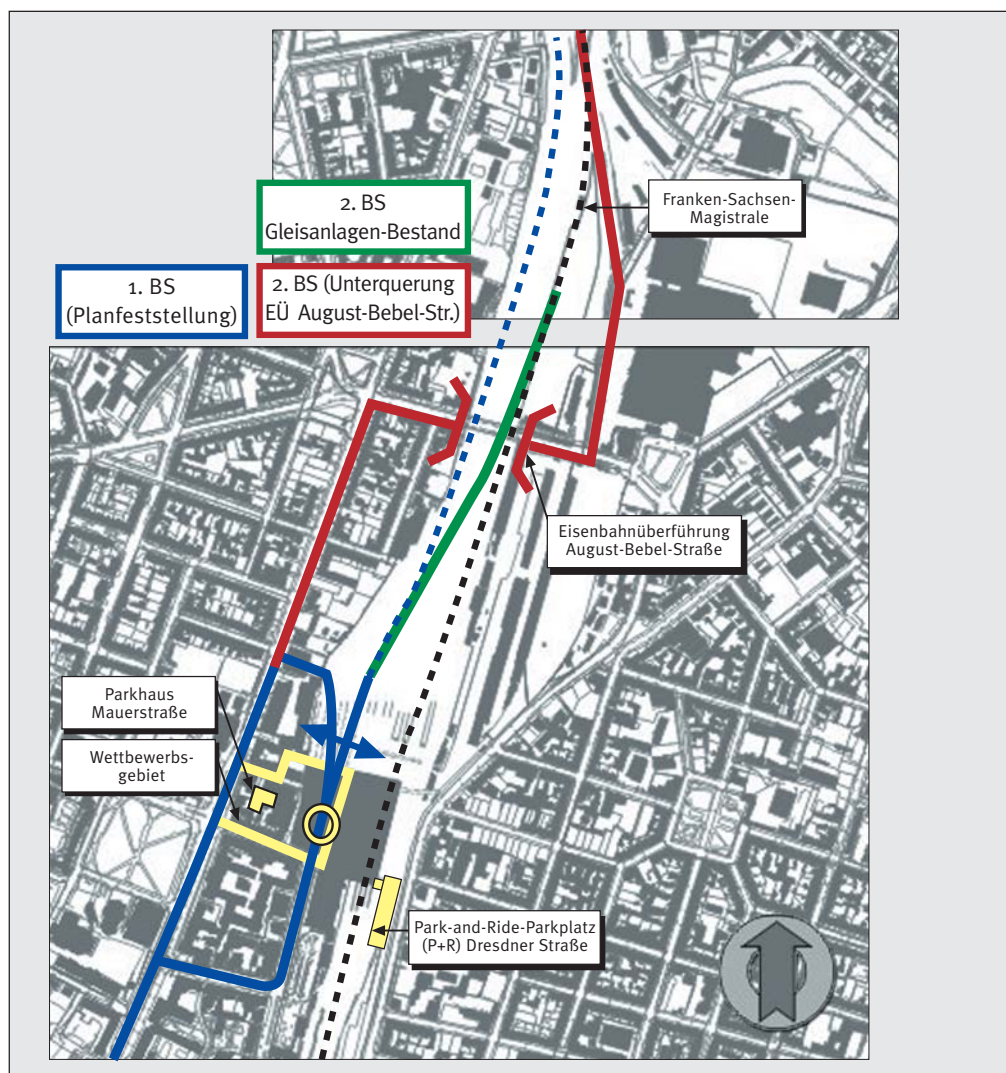 Franken-Sachsen-
Magistrale
2. BS
Gleisanlagen-Bestand
1. BS
(Planfeststellung)
2. BS (Unterquerung
EÜ August-Bebel-Str.)
Eisenbahnüberführung
August-Bebel-Straße
Parkhaus
Mauerstraße
Wettbewerbs-
gebiet
Park-and-Ride-Parkplatz
(P+R) Dresdner Straße